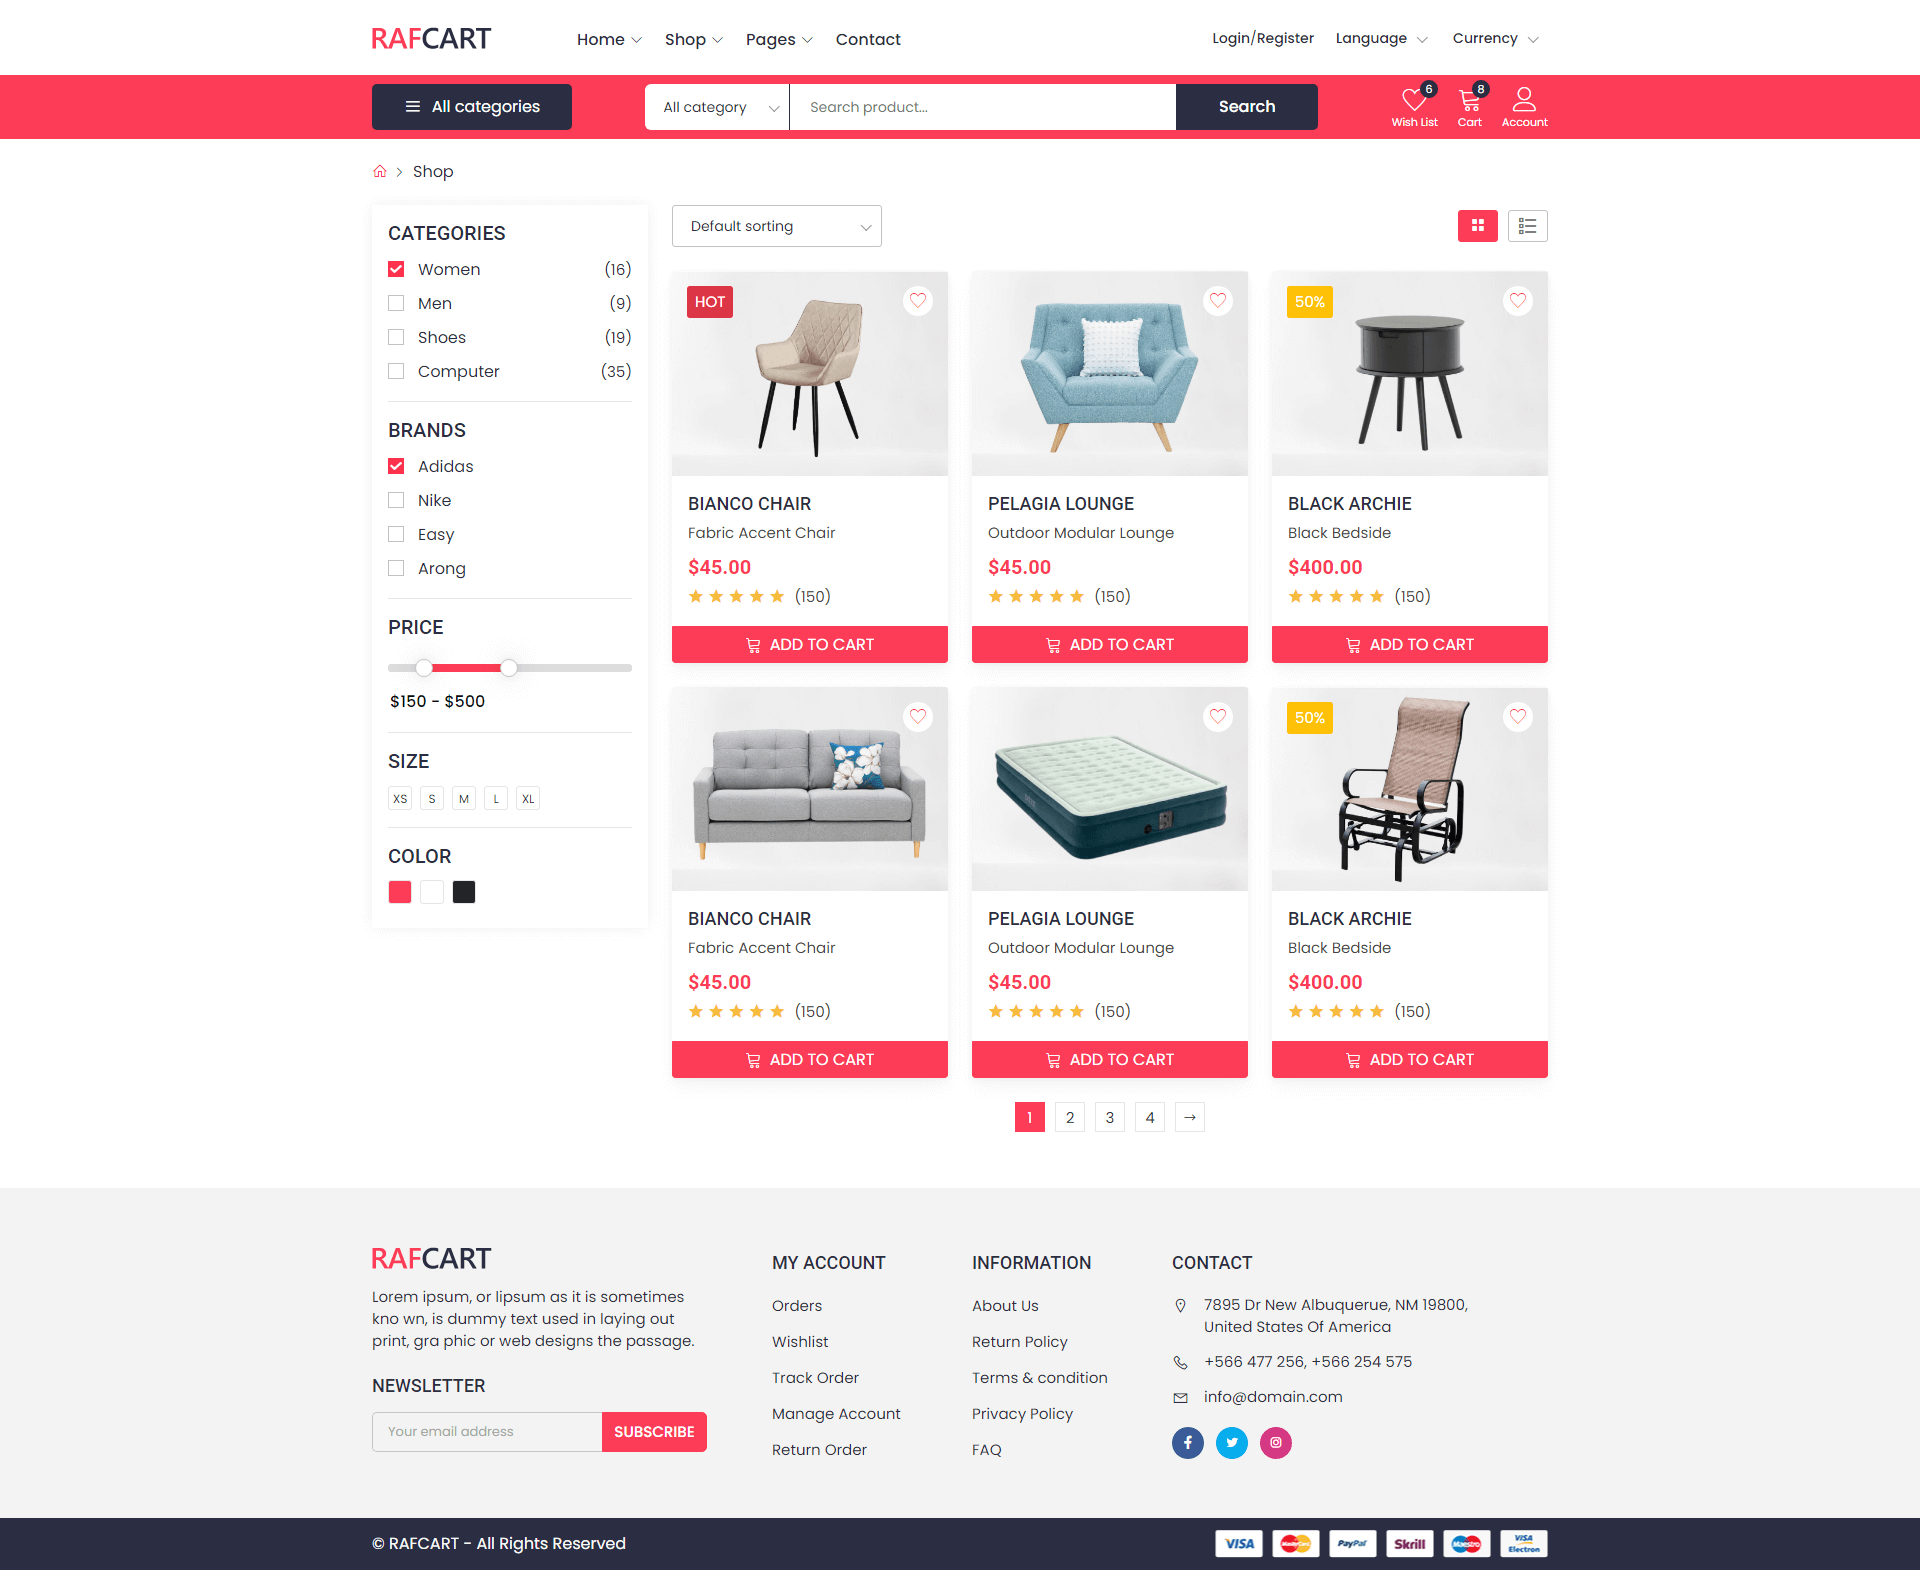 RAFCART
Home Shop Pages Contact
Login/Register Language Currency
All categories
All category Search product... Search
6 8
Wish List Cart Account
Shop
CATEGORIES
Women (16)
Men (9)
Shoes (19)
Computer (35)
BRANDS
Adidas
Nike
Easy
Arong
PRICE
$150 - $500
SIZE
XS S M L XL
COLOR
Default sorting
HOT
BIANCO CHAIR
Fabric Accent Chair
$45.00
(150)
ADD TO CART
PELAGIA LOUNGE
Outdoor Modular Lounge
$45.00
(150)
ADD TO CART
50%
BLACK ARCHIE
Black Bedside
$400.00
(150)
ADD TO CART
BIANCO CHAIR
Fabric Accent Chair
$45.00
(150)
ADD TO CART
PELAGIA LOUNGE
Outdoor Modular Lounge
$45.00
(150)
ADD TO CART
50%
BLACK ARCHIE
Black Bedside
$400.00
(150)
ADD TO CART
1 2 3 4 →
RAFCART
Lorem ipsum, or lipsum as it is sometimes
kno wn, is dummy text used in laying out
print, gra phic or web designs the passage.
NEWSLETTER
Your email address SUBSCRIBE
MY ACCOUNT
Orders
Wishlist
Track Order
Manage Account
Return Order
INFORMATION
About Us
Return Policy
Terms & condition
Privacy Policy
FAQ
CONTACT
7895 Dr New Albuquerue, NM 19800,
United States Of America
+566 477 256, +566 254 575
info@domain.com
© RAFCART - All Rights Reserved
VISA MasterCard PayPal Skrill Maestro VISA Electron